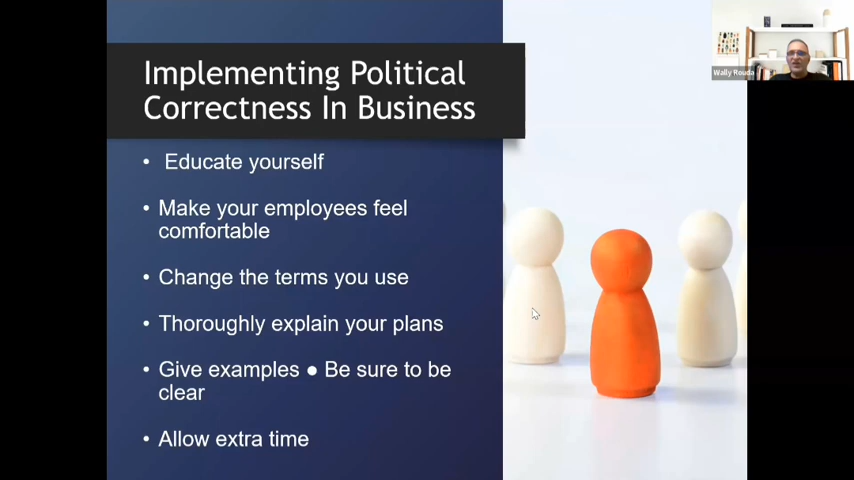 Implementing Political
Correctness In Business
• Educate yourself
• Make your employees feel
comfortable
• Change the terms you use
• Thoroughly explain your plans
• Give examples ● Be sure to be
clear
• Allow extra time
Wally Rouda